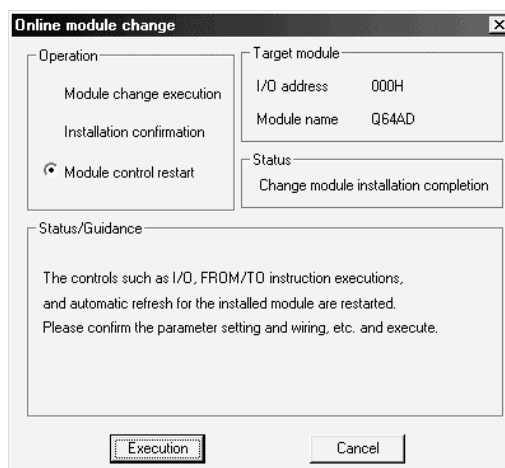 Online module change
Operation
Module change execution
Installation confirmation
Module control restart
Target module
I/O address 000H
Module name Q64AD
Status
Change module installation completion
Status/Guidance
The controls such as I/O, FROM/TO instruction executions,
and automatic refresh for the installed module are restarted.
Please confirm the parameter setting and wiring, etc. and execute.
Execution
Cancel